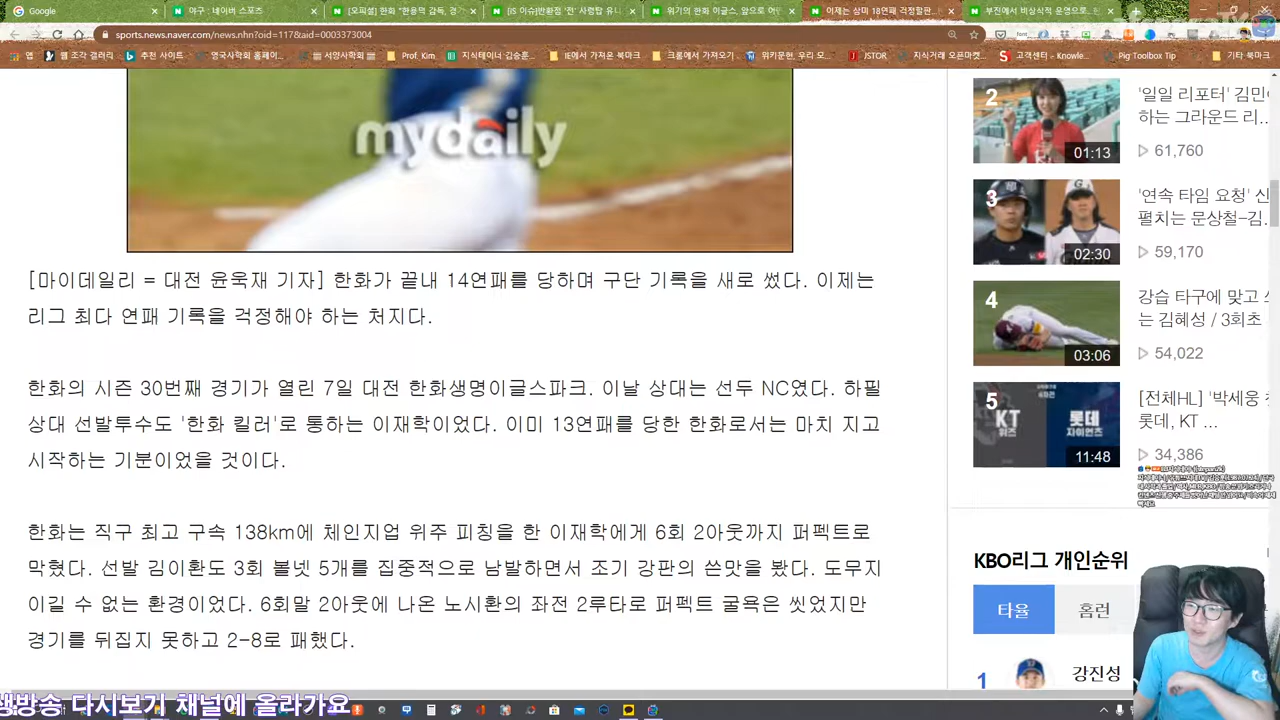 Google
야구 : 네이버 스포츠
[오피셜] 한화 "한용덕 감독, 경
[IS 이슈]반환점 '전' 사령탑 유니
위기의 한화 이글스, 앞으로 어떤
이제는 삼미 18연패 걱정할판...
부진에서 비상식적 운영으로, 한
sports.news.naver.com/news.nhn?oid=117&aid=0003373004
앱
웹 조각 갤러리
추천 사이트
영국사학회 홈페이...
서양사학회
Prof. Kim
지식테이너 김승훈...
IE에서 가져온 북마크
크롬에서 가져오기
위키문헌, 우리 모...
JSTOR
지식거래 오픈마켓...
고객센터 - Knowle...
Pig Toolbox Tip
기타 북마크
mydaily
[마이데일리 = 대전 윤욱재 기자] 한화가 끝내 14연패를 당하며 구단 기록을 새로 썼다. 이제는
리그 최다 연패 기록을 걱정해야 하는 처지다.
한화의 시즌 30번째 경기가 열린 7일 대전 한화생명이글스파크. 이날 상대는 선두 NC였다. 하필
상대 선발투수도 '한화 킬러'로 통하는 이재학이었다. 이미 13연패를 당한 한화로서는 마치 지고
시작하는 기분이었을 것이다.
한화는 직구 최고 구속 138km에 체인지업 위주 피칭을 한 이재학에게 6회 2아웃까지 퍼펙트로
막혔다. 선발 김이환도 3회 볼넷 5개를 집중적으로 남발하면서 조기 강판의 쓴맛을 봤다. 도무지
이길 수 없는 환경이었다. 6회말 2아웃에 나온 노시환의 좌전 2루타로 퍼펙트 굴욕은 씻었지만
경기를 뒤집지 못하고 2-8로 패했다.
2
01:13
'일일 리포터' 김민
하는 그라운드 리...
61,760
3
02:30
'연속 타임 요청' 신
펼치는 문상철-김...
59,170
4
03:06
강습 타구에 맞고 쓰
는 김혜성 / 3회초
54,022
5
KT
위즈
롯데
자이언츠
11:48
[전체HL] '박세웅 첫
롯데, KT ...
34,386
KBO리그 개인순위
타율
홈런
1
강진성
생방송 다시보기 채널에 올라가요